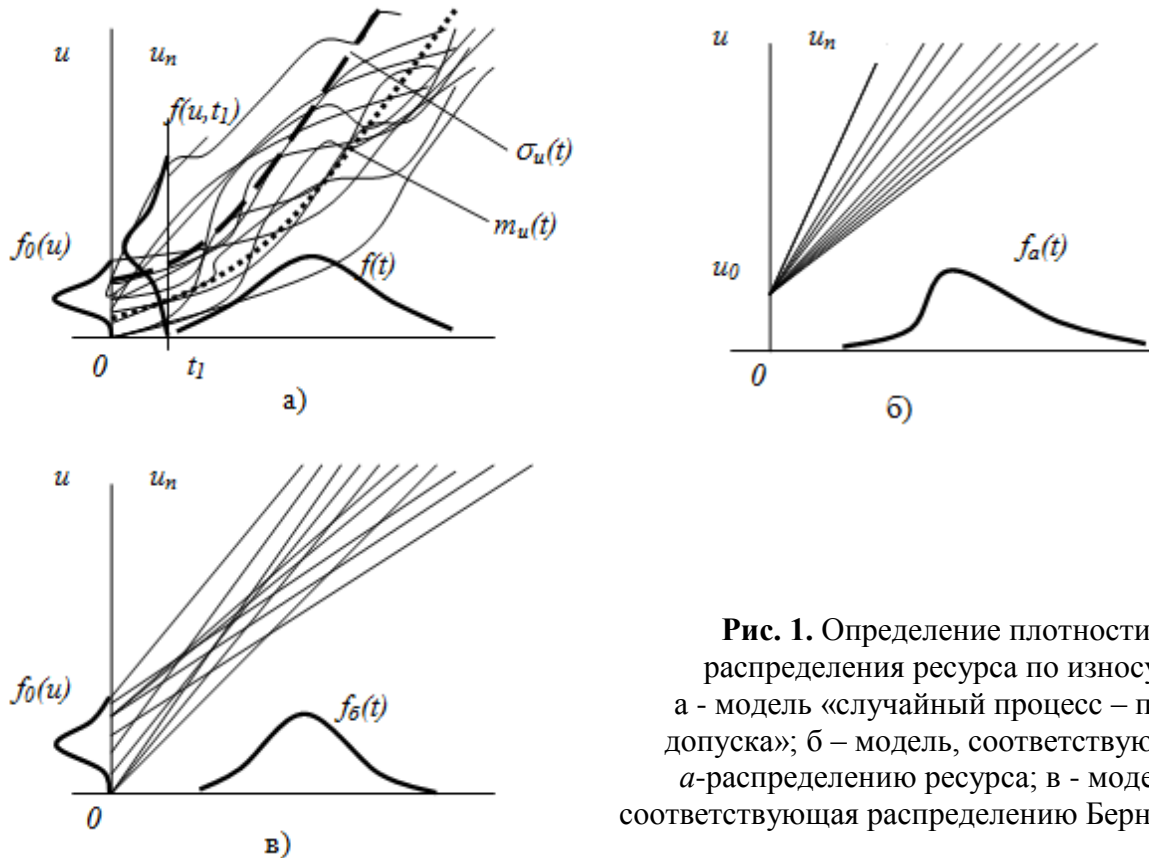 u u_n
f(u,t_1)
σ_u(t)
m_u(t)
f_0(u)
f(t)
0 t_1
а)
u u_n
u_0
f_a(t)
0
б)
u u_n
f_0(u)
f_б(t)
0
в)
Рис. 1. Определение плотности
распределения ресурса по износу
а - модель «случайный процесс – п
допуска»; б – модель, соответствую
а-распределению ресурса; в - моде
соответствующая распределению Берн